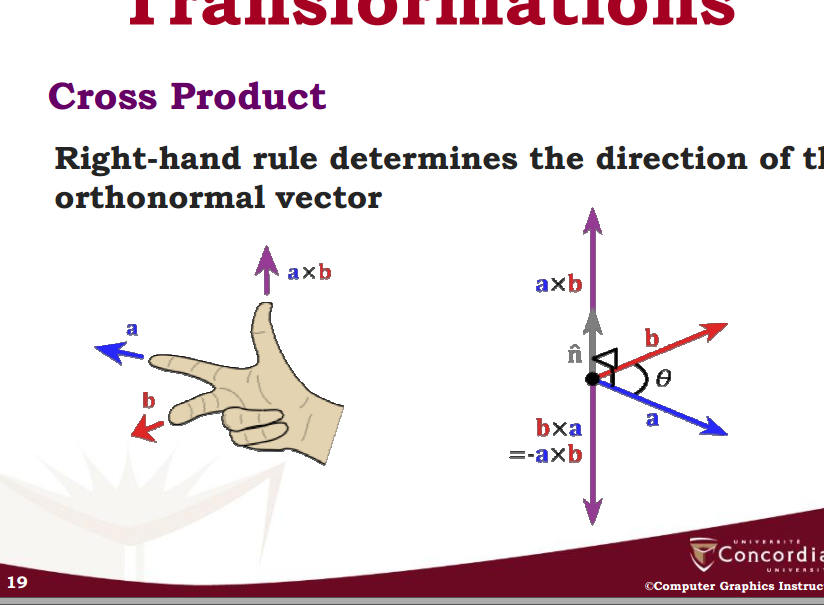 Transformations
Cross Product
Right-hand rule determines the direction of th
orthonormal vector
a×b
a
b
a×b
n̂
b
θ
a
b×a
=-a×b
UNIVERSITÉ
Concordia
UNIVERSITY
19
©Computer Graphics Instruc